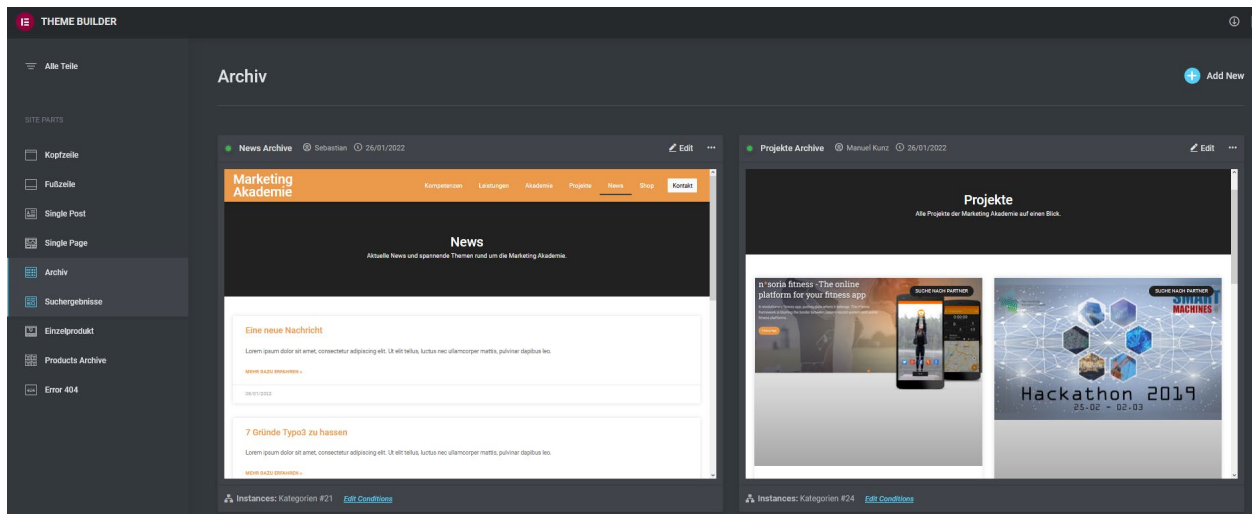 THEME BUILDER
Alle Teile
Archiv
Add New
SITE PARTS
Kopfzeile
Fußzeile
Single Post
Single Page
Archiv
Suchergebnisse
Einzelprodukt
Products Archive
Error 404
News Archive Sebastian 26/01/2022 Edit
Marketing
Akademie
Kompetenzen Leistungen Akademie Projekte News Shop Kontakt
News
Aktuelle News und spannende Themen rund um die Marketing Akademie.
Eine neue Nachricht
Lorem ipsum dolor sit amet, consectetur adipiscing elit. Ut elit tellus, luctus nec ullamcorper mattis, pulvinar dapibus leo.
MEHR DAZU ERFAHREN »
26/01/2022
7 Gründe Typo3 zu hassen
Lorem ipsum dolor sit amet, consectetur adipiscing elit. Ut elit tellus, luctus nec ullamcorper mattis, pulvinar dapibus leo.
MEHR DAZU ERFAHREN »
Instances: Kategorien #21 Edit Conditions
Projekte Archive Manuel Kunz 26/01/2022 Edit
Projekte
Alle Projekte der Marketing Akademie auf einen Blick.
n*soria fitness -The online
platform for your fitness app
SUCHE NACH PARTNER
SUCHE NACH PARTNER
SMART
MACHINES
Hackathon 2019
25.02 - 02.03
Instances: Kategorien #24 Edit Conditions